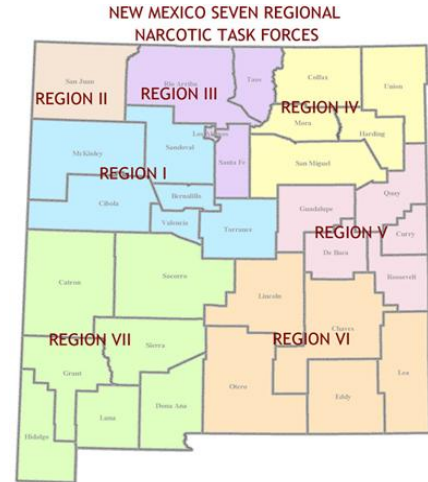 NEW MEXICO SEVEN REGIONAL
NARCOTIC TASK FORCES
San Juan
Rio Arriba
Taos
Colfax
Union
REGION II
REGION III
REGION IV
Mora
Harding
Los Alamos
McKinley
Sandoval
Santa Fe
San Miguel
REGION I
Bernalillo
Guadalupe
Quay
Cibola
Valencia
Torrance
REGION V
Curry
De Baca
Roosevelt
Catron
Socorro
Lincoln
Chaves
REGION VII
Sierra
REGION VI
Grant
Otero
Eddy
Lea
Luna
Dona Ana
Hidalgo